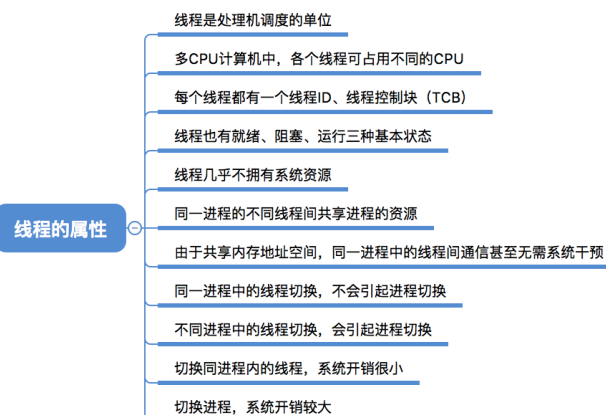 线程是处理机调度的单位
多CPU计算机中，各个线程可占用不同的CPU
每个线程都有一个线程ID、线程控制块（TCB）
线程也有就绪、阻塞、运行三种基本状态
线程几乎不拥有系统资源
线程的属性
同一进程的不同线程间共享进程的资源
由于共享内存地址空间，同一进程中的线程间通信甚至无需系统干预
同一进程中的线程切换，不会引起进程切换
不同进程中的线程切换，会引起进程切换
切换同进程内的线程，系统开销很小
切换进程，系统开销较大